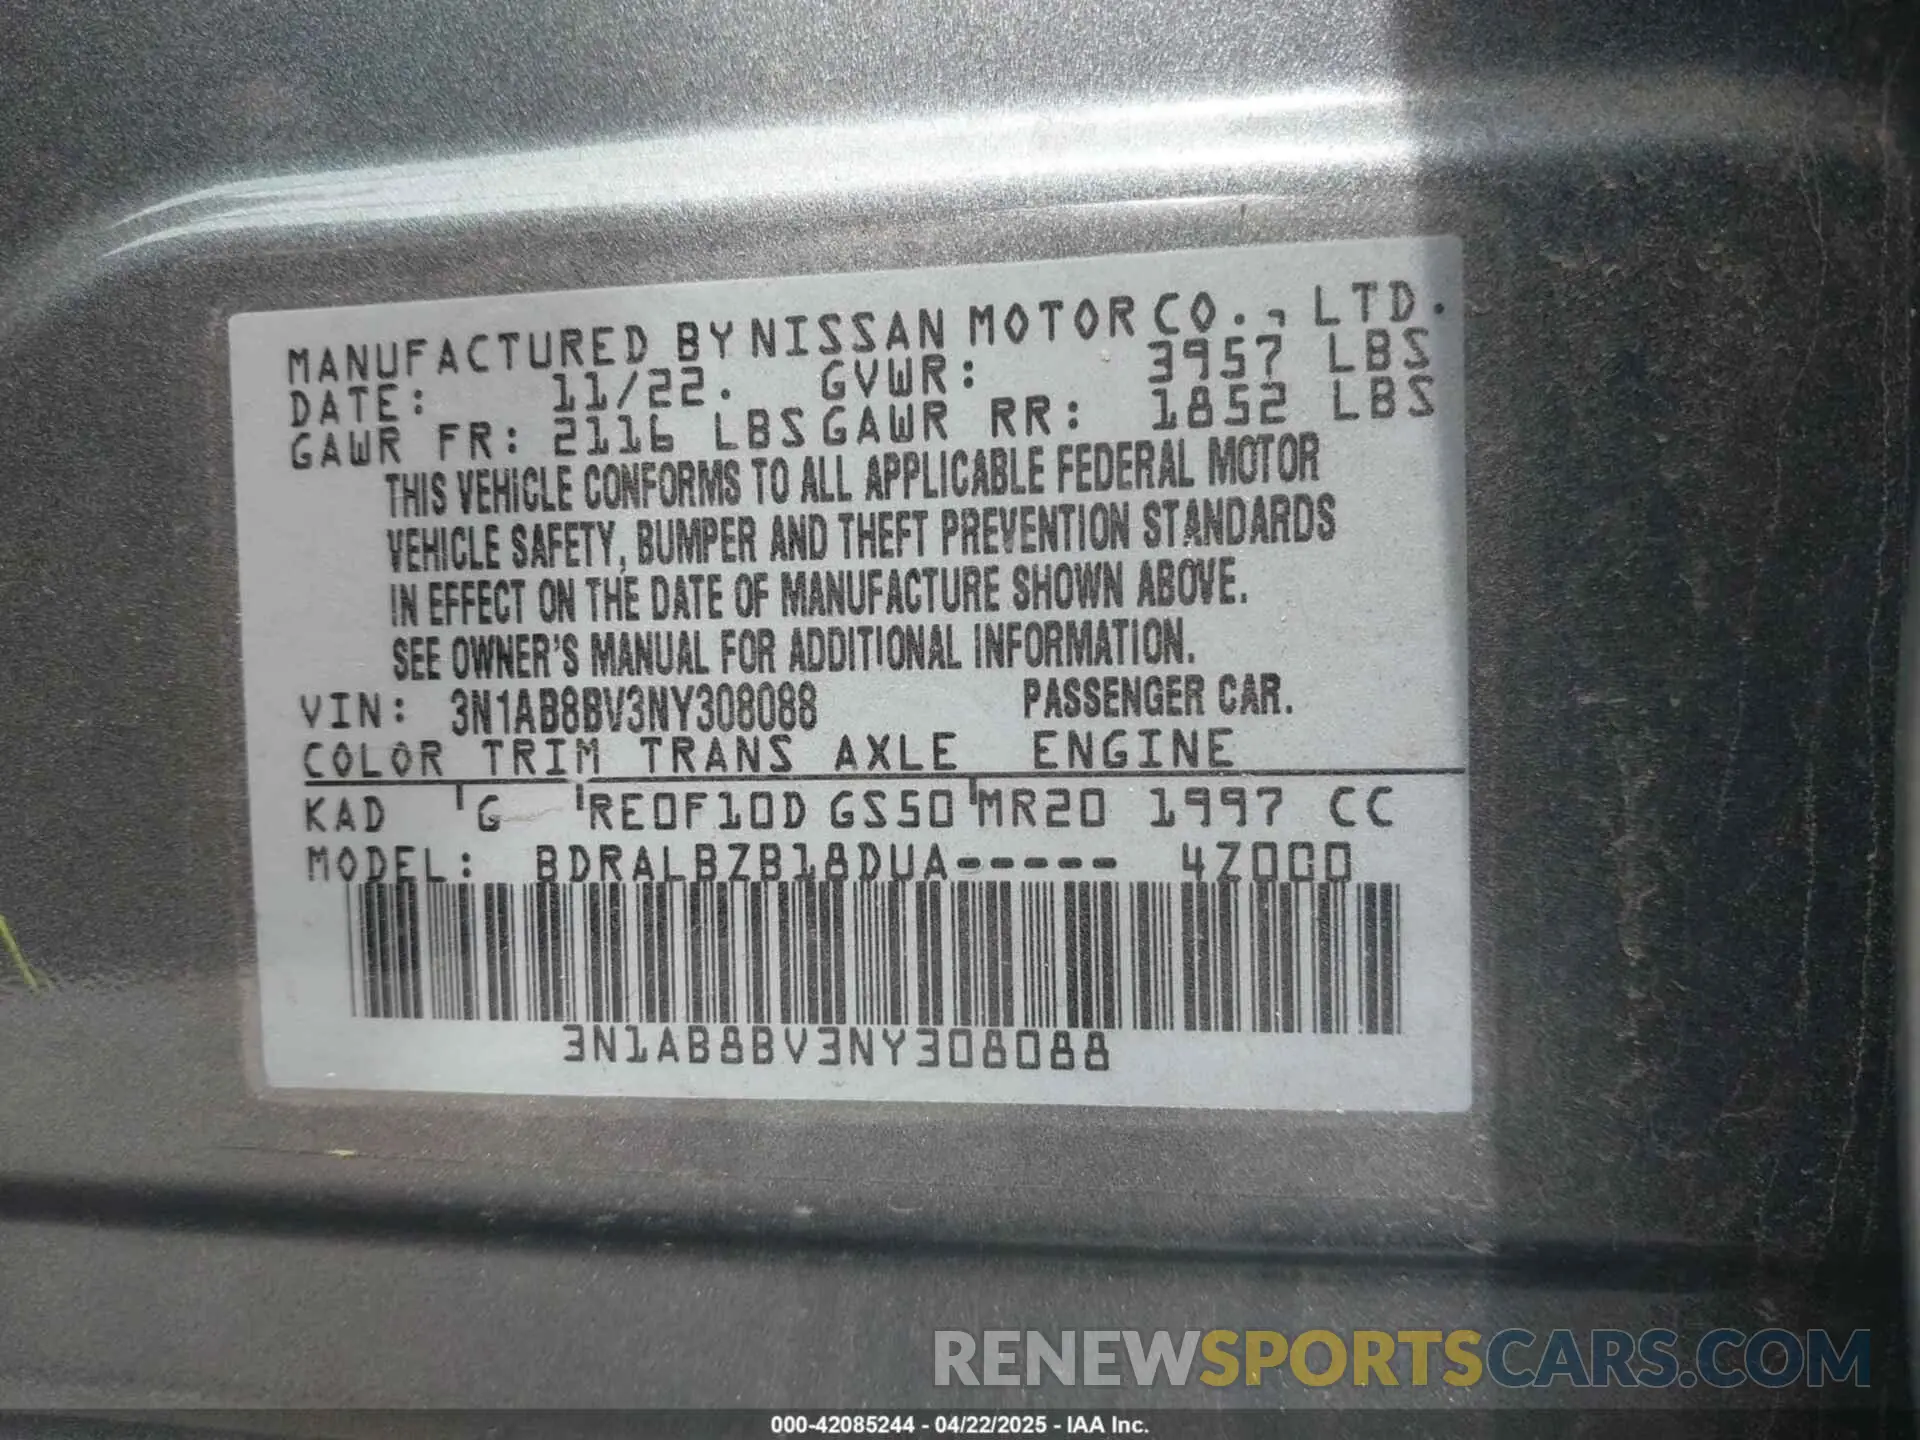 MANUFACTURED BY NISSAN MOTOR CO., LTD.
DATE: 11/22. GVWR: 3957 LBS
GAWR FR: 2116 LBS GAWR RR: 1852 LBS
THIS VEHICLE CONFORMS TO ALL APPLICABLE FEDERAL MOTOR
VEHICLE SAFETY, BUMPER AND THEFT PREVENTION STANDARDS
IN EFFECT ON THE DATE OF MANUFACTURE SHOWN ABOVE.
SEE OWNER'S MANUAL FOR ADDITIONAL INFORMATION.
VIN: 3N1AB8BV3NY308088 PASSENGER CAR.
COLOR TRIM TRANS AXLE ENGINE
KAD G RE0F10D GS50 MR20 1997 CC
MODEL: BDRALBZB18DUA----- 4Z000
3N1AB8BV3NY308088
RENEWSPORTSCARS.COM
000-42085244 - 04/22/2025 - IAA Inc.